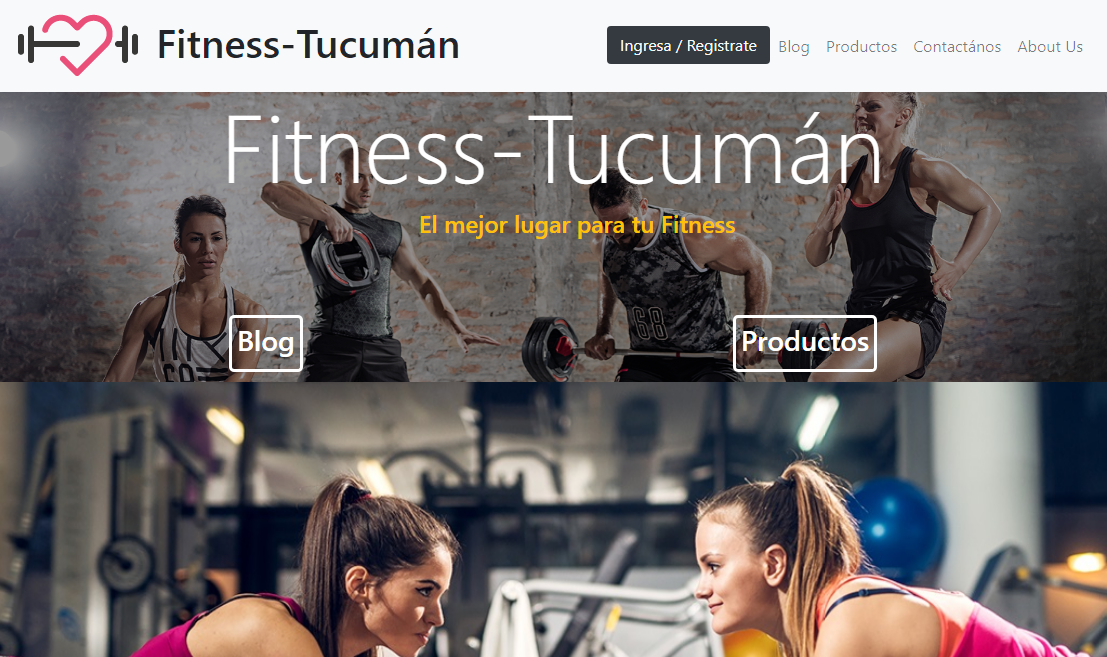 Fitness-Tucumán
Ingresa / Registrate
Blog
Productos
Contactános
About Us
Fitness-Tucumán
El mejor lugar para tu Fitness
Blog
Productos
68